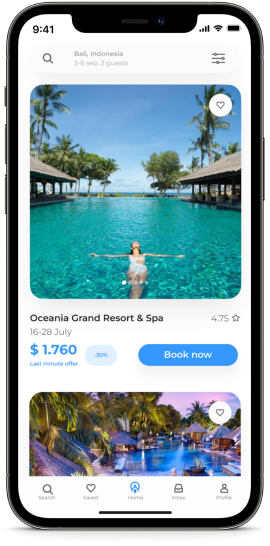 9:41
Bali, Indonesia
3-8 sep, 2 guests
Oceania Grand Resort & Spa 4.75
16-28 July
$ 1.760 -30% Book now
Last minute offer
Search Saved Home Inbox Profile